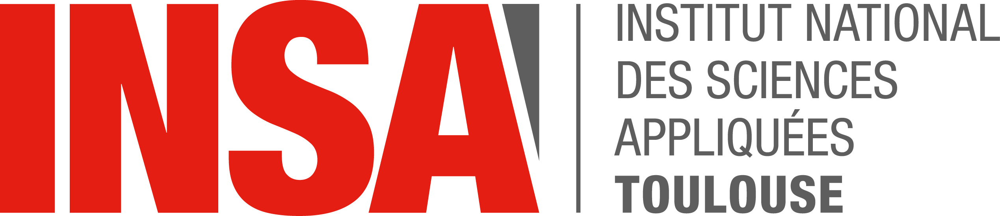 INSA
INSTITUT NATIONAL
DES SCIENCES
APPLIQUÉES
TOULOUSE